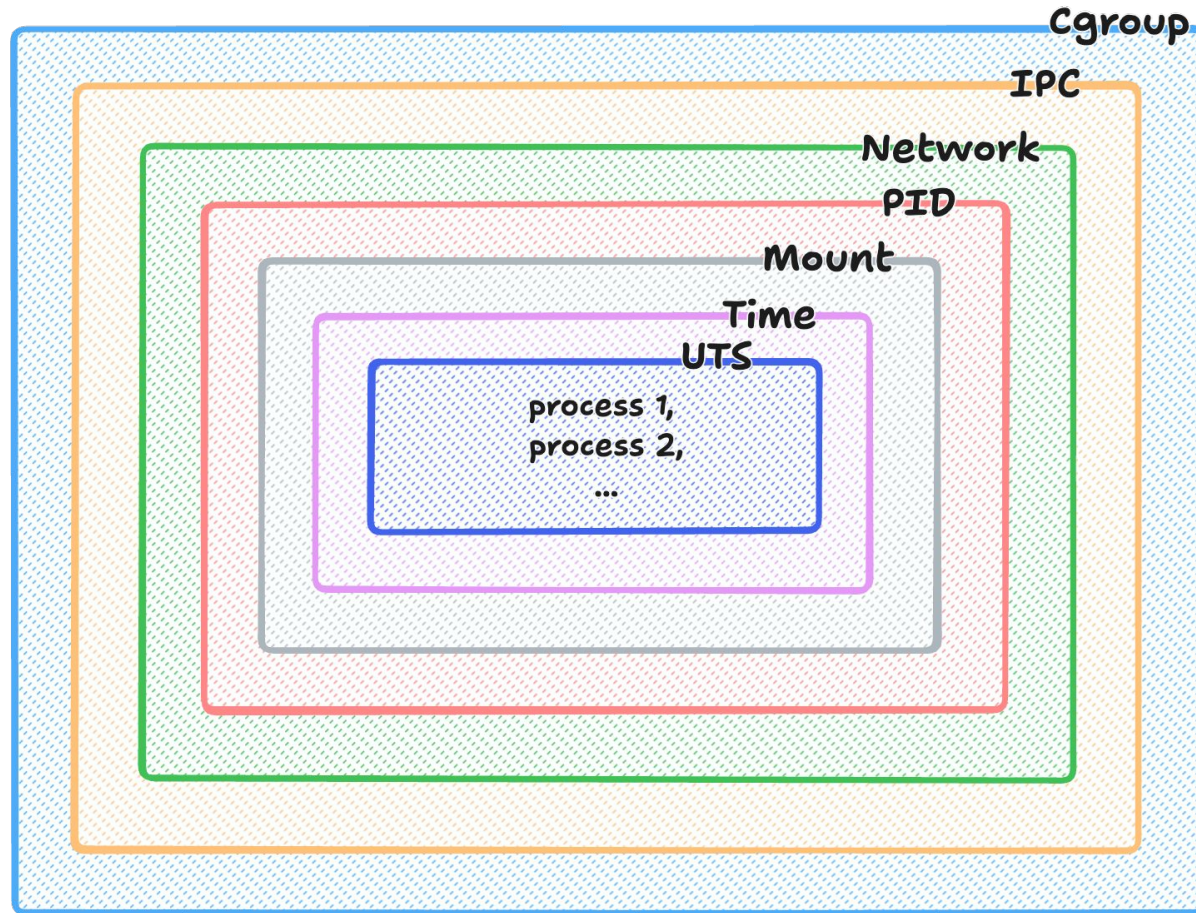 Cgroup
IPC
Network
PID
Mount
Time
UTS
process 1,
process 2,
...